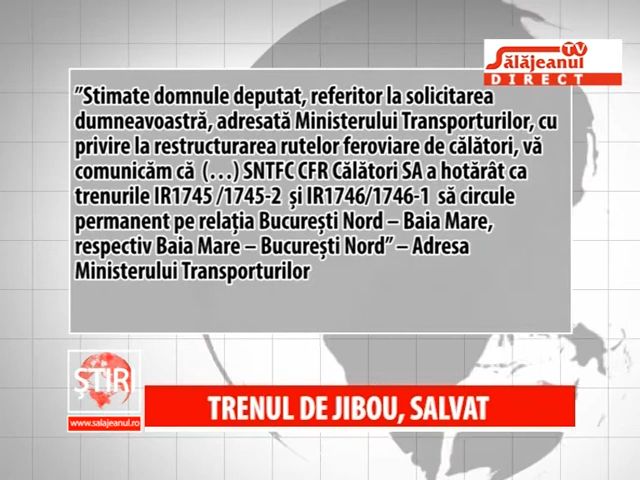 Sălăjeanul TV
DIRECT
”Stimate domnule deputat, referitor la solicitarea
dumneavoastră, adresată Ministerului Transporturilor, cu
privire la restructurarea rutelor feroviare de călători, vă
comunicăm că (…) SNTFC CFR Călători SA a hotărât ca
trenurile IR1745 /1745-2 și IR1746/1746-1 să circule
permanent pe relația București Nord – Baia Mare,
respectiv Baia Mare – București Nord” – Adresa
Ministerului Transporturilor
ȘTIRI
www.salajeanul.ro
TRENUL DE JIBOU, SALVAT